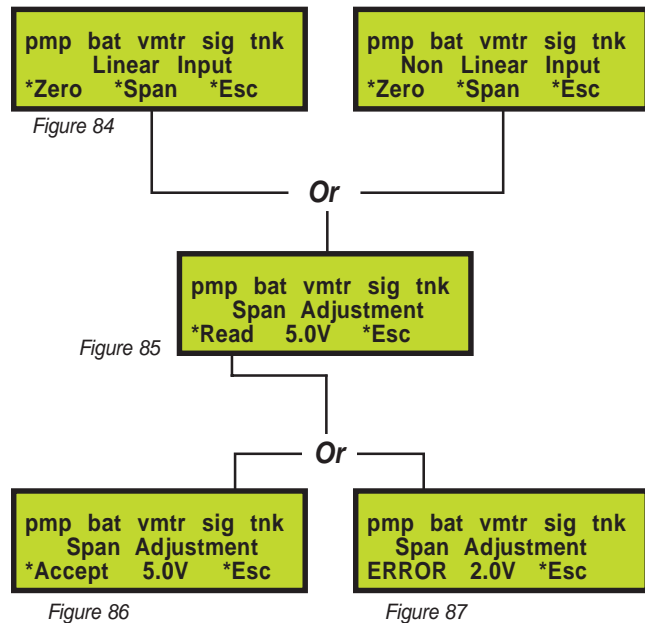 pmp bat vmtr sig tnk
Linear Input
*Zero *Span *Esc
Figure 84
pmp bat vmtr sig tnk
Non Linear Input
*Zero *Span *Esc
Or
pmp bat vmtr sig tnk
Span Adjustment
*Read 5.0V *Esc
Figure 85
Or
pmp bat vmtr sig tnk
Span Adjustment
*Accept 5.0V *Esc
Figure 86
pmp bat vmtr sig tnk
Span Adjustment
ERROR 2.0V *Esc
Figure 87